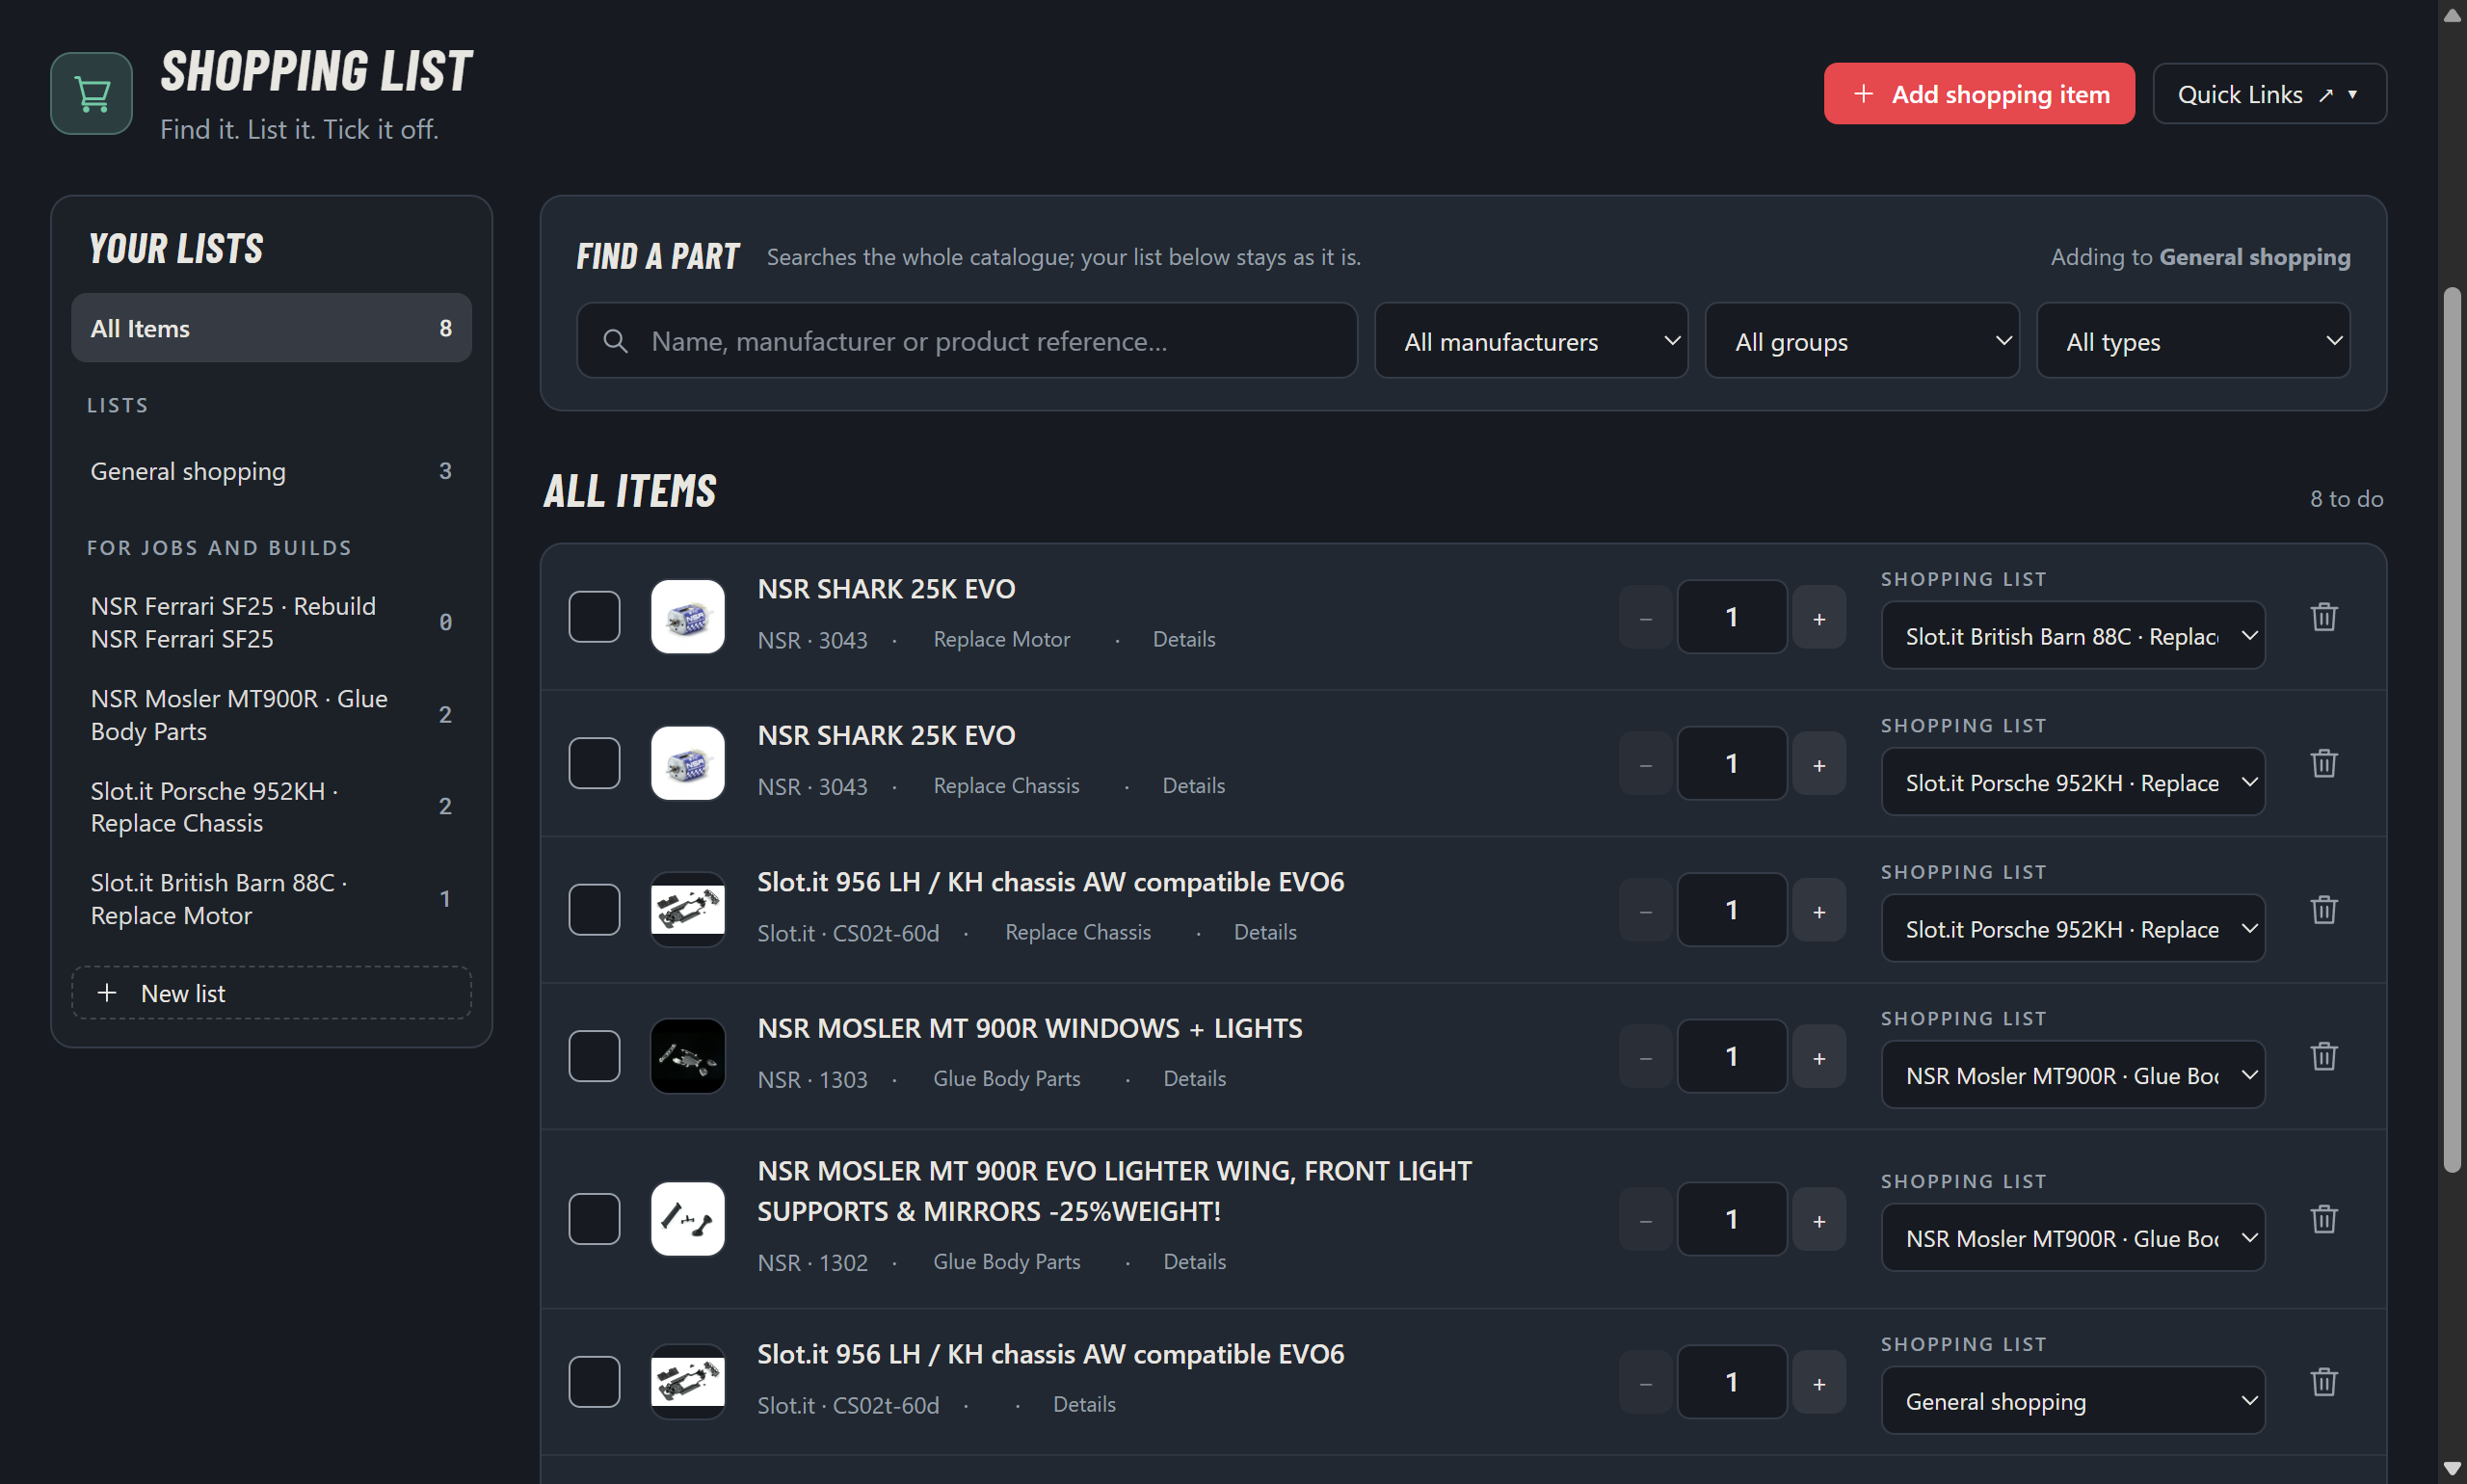 SHOPPING LIST
Find it. List it. Tick it off.
+ Add shopping item
Quick Links ↗ ▼
YOUR LISTS
All Items 8
LISTS
General shopping 3
FOR JOBS AND BUILDS
NSR Ferrari SF25 · Rebuild
NSR Ferrari SF25 0
NSR Mosler MT900R · Glue
Body Parts 2
Slot.it Porsche 952KH ·
Replace Chassis 2
Slot.it British Barn 88C ·
Replace Motor 1
+ New list
FIND A PART Searches the whole catalogue; your list below stays as it is. Adding to General shopping
Name, manufacturer or product reference...
All manufacturers
All groups
All types
ALL ITEMS
8 to do
NSR SHARK 25K EVO
NSR · 3043 · Replace Motor · Details
− 1 +
SHOPPING LIST
Slot.it British Barn 88C · Replac
NSR SHARK 25K EVO
NSR · 3043 · Replace Chassis · Details
− 1 +
SHOPPING LIST
Slot.it Porsche 952KH · Replace
Slot.it 956 LH / KH chassis AW compatible EVO6
Slot.it · CS02t-60d · Replace Chassis · Details
− 1 +
SHOPPING LIST
Slot.it Porsche 952KH · Replace
NSR MOSLER MT 900R WINDOWS + LIGHTS
NSR · 1303 · Glue Body Parts · Details
− 1 +
SHOPPING LIST
NSR Mosler MT900R · Glue Bo
NSR MOSLER MT 900R EVO LIGHTER WING, FRONT LIGHT
SUPPORTS & MIRRORS -25%WEIGHT!
NSR · 1302 · Glue Body Parts · Details
− 1 +
SHOPPING LIST
NSR Mosler MT900R · Glue Bo
Slot.it 956 LH / KH chassis AW compatible EVO6
Slot.it · CS02t-60d · · Details
− 1 +
SHOPPING LIST
General shopping